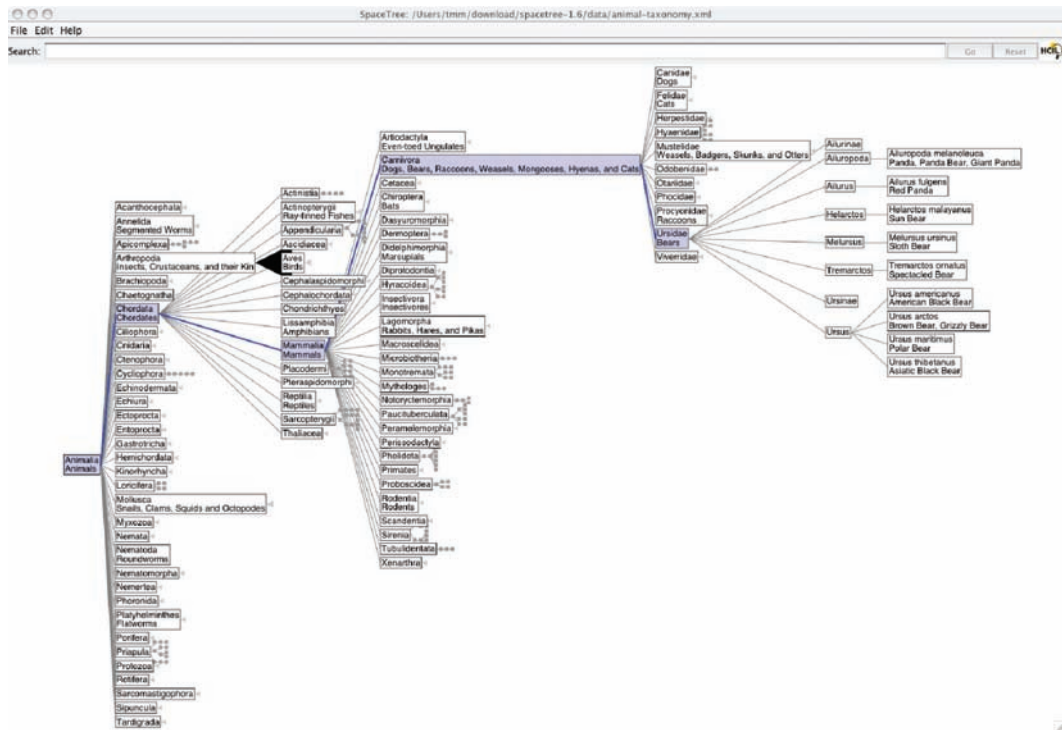 SpaceTree: /Users/tmm/download/spacetree-1.6/data/animal-taxonomy.xml
File Edit Help
Search:
Go
Reset
HCIL
Animalia
Animals
Acanthocephala
Annelida
Segmented Worms
Apicomplexa
Arthropoda
Insects, Crustaceans, and their Kin
Brachiopoda
Chaetognatha
Chordata
Chordates
Ciliophora
Cnidaria
Ctenophora
Cycliophora
Echinodermata
Echiura
Ectoprocta
Entoprocta
Gastrotricha
Hemichordata
Kinorhyncha
Loricifera
Mollusca
Snails, Clams, Squids and Octopodes
Myxozoa
Nemata
Nematoda
Roundworms
Nematomorpha
Nemertea
Phoronida
Platyhelminthes
Flatworms
Porifera
Priapula
Protozoa
Rotifera
Sarcomastigophora
Sipuncula
Tardigrada
Actinistia
Actinopterygii
Ray-finned Fishes
Appendicularia
Ascidiacea
Aves
Birds
Cephalaspidomorphi
Cephalochordata
Chondrichthyes
Lissamphibia
Amphibians
Mammalia
Mammals
Placodermi
Pteraspidomorphi
Reptilia
Reptiles
Sarcopterygii
Thaliacea
Artiodactyla
Even-toed Ungulates
Carnivora
Dogs, Bears, Raccoons, Weasels, Mongooses, Hyenas, and Cats
Cetacea
Chiroptera
Bats
Dasyuromorphia
Dermoptera
Didelphimorphia
Marsupials
Diprotodontia
Hyracoidea
Insectivora
Insectivores
Lagomorpha
Rabbits, Hares, and Pikas
Macroscelidea
Microbiotheria
Monotremata
Mythologes
Notoryctemorphia
Paucituberculata
Peramelemorphia
Perissodactyla
Pholidota
Primates
Proboscidea
Rodentia
Rodents
Scandentia
Sirenia
Tubulidentata
Xenarthra
Canidae
Dogs
Felidae
Cats
Herpestidae
Hyaenidae
Mustelidae
Weasels, Badgers, Skunks, and Otters
Odobenidae
Otariidae
Phocidae
Procyonidae
Raccoons
Ursidae
Bears
Viverridae
Ailurinae
Ailuropoda
Ailurus
Helarctos
Melursus
Tremarctos
Ursinae
Ursus
Ailuropoda melanoleuca
Panda, Panda Bear, Giant Panda
Ailurus fulgens
Red Panda
Helarctos malayanus
Sun Bear
Melursus ursinus
Sloth Bear
Tremarctos ornatus
Spectacled Bear
Ursus americanus
American Black Bear
Ursus arctos
Brown Bear, Grizzly Bear
Ursus maritimus
Polar Bear
Ursus thibetanus
Asiatic Black Bear